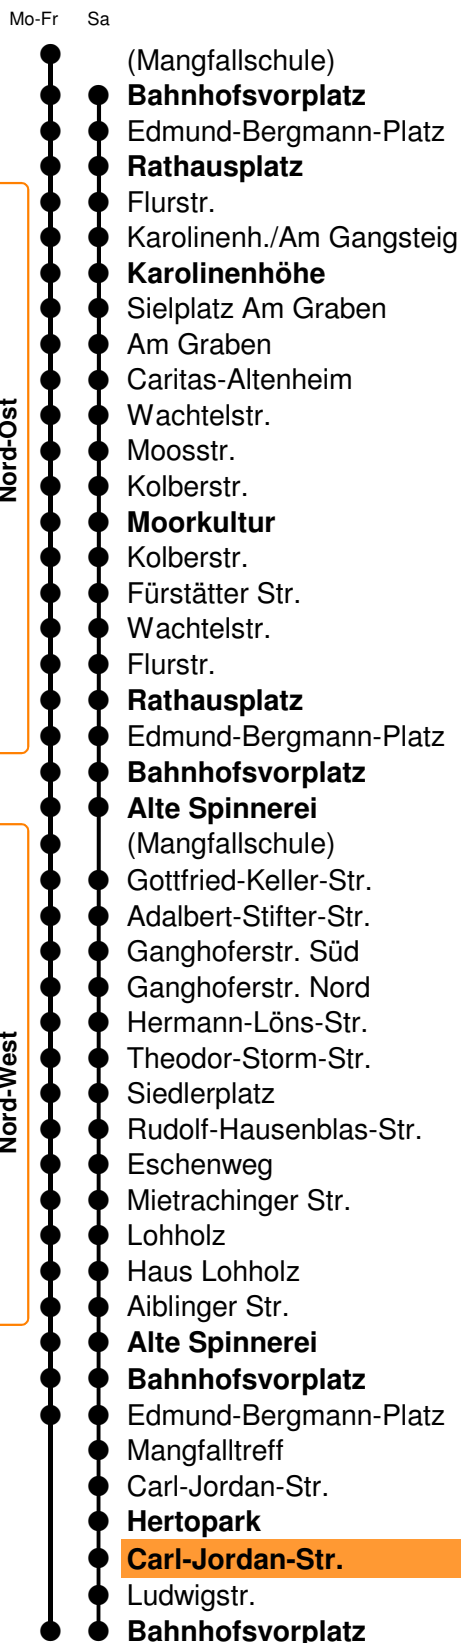 Mo-Fr Sa
(Mangfallschule)
Bahnhofsvorplatz
Edmund-Bergmann-Platz
Rathausplatz
Flurstr.
Karolinenh./Am Gangsteig
Karolinenhöhe
Sielplatz Am Graben
Am Graben
Caritas-Altenheim
Wachtelstr.
Moosstr.
Kolberstr.
Moorkultur
Kolberstr.
Fürstätter Str.
Wachtelstr.
Flurstr.
Rathausplatz
Edmund-Bergmann-Platz
Bahnhofsvorplatz
Nord-Ost
Alte Spinnerei
(Mangfallschule)
Gottfried-Keller-Str.
Adalbert-Stifter-Str.
Ganghoferstr. Süd
Ganghoferstr. Nord
Hermann-Löns-Str.
Theodor-Storm-Str.
Siedlerplatz
Rudolf-Hausenblas-Str.
Eschenweg
Mietrachinger Str.
Lohholz
Haus Lohholz
Aiblinger Str.
Nord-West
Alte Spinnerei
Bahnhofsvorplatz
Edmund-Bergmann-Platz
Mangfalltreff
Carl-Jordan-Str.
Hertopark
Carl-Jordan-Str.
Ludwigstr.
Bahnhofsvorplatz